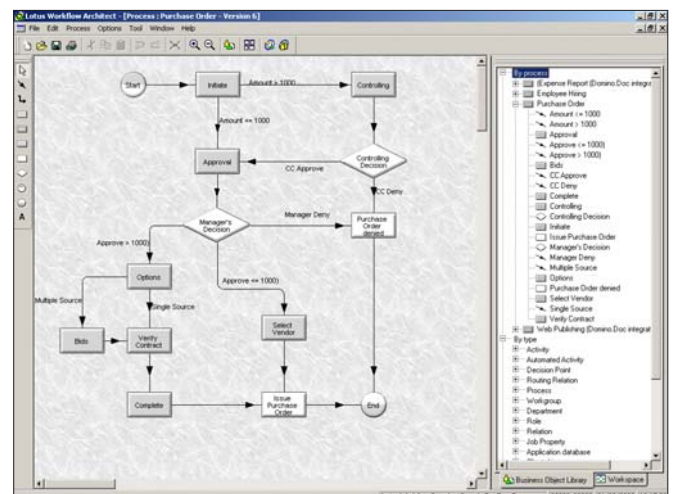 Lotus Workflow Architect - [Process : Purchase Order - Version 6]
File Edit Process Options Tool Window Help
Start
Initiate
Amount > 1000
Controlling
Amount <= 1000
Approval
CC Approve
Controlling
Decision
CC Deny
Manager's
Decision
Manager Deny
Purchase
Order
denied
Approve > 1000)
Options
Approve <= 1000)
Multiple Source
Single Source
Bids
Verify
Contract
Select
Vendor
Complete
Issue
Purchase
Order
End
A
By process
(Expense Report (Domino.Doc integra
Employee Hiring
Purchase Order
Amount <= 1000
Amount > 1000
Approval
Approve <= 1000)
Approve > 1000)
Bids
CC Approve
CC Deny
Complete
Controlling
Controlling Decision
Initiate
Issue Purchase Order
Manager's Decision
Manager Deny
Multiple Source
Options
Purchase Order denied
Select Vendor
Single Source
Verify Contract
Web Publishing (Domino.Doc integrat
By type
Activity
Automated Activity
Decision Point
Routing Relation
Process
Workgroup
Department
Role
Relation
Job Property
Application database
Business Object Library
Workspace